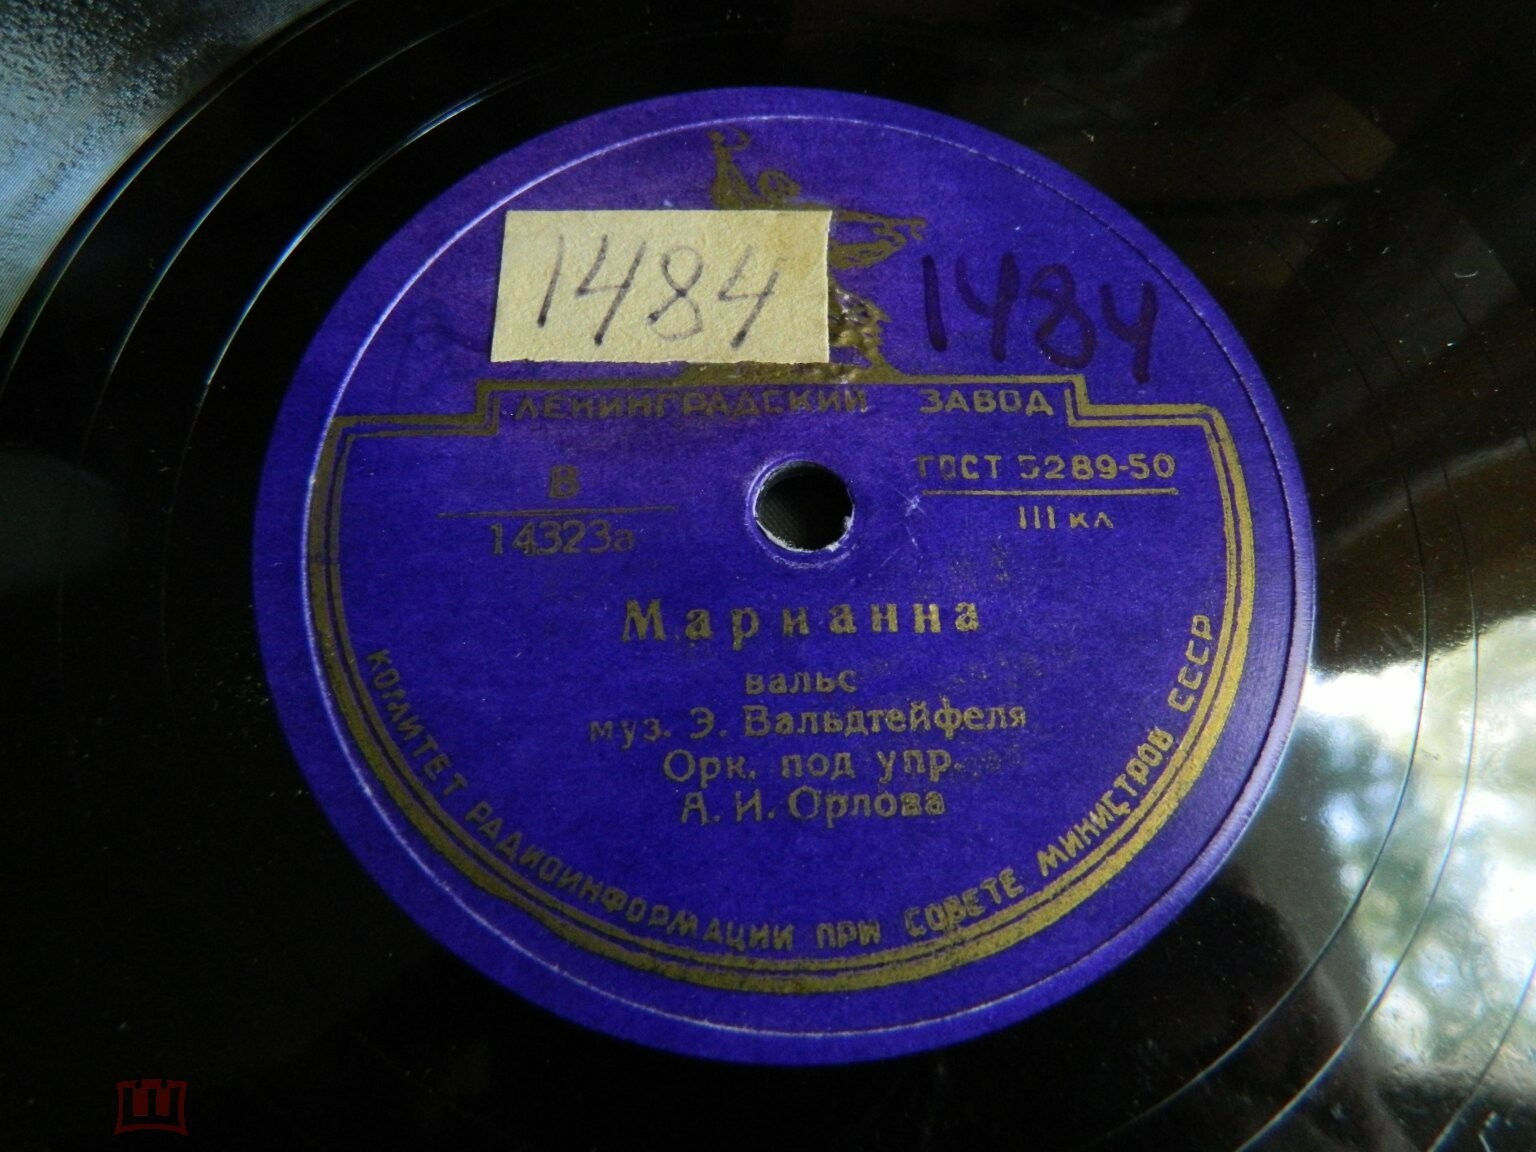 1484
1484
ЛЕНИНГРАДСКИЙ ЗАВОД
В
14323а
ГОСТ 5289-50
III кл
Марианна
вальс
муз. Э. Вальдтейфеля
Орк. под упр.
А. И. Орлова
КОМИТЕТ РАДИОИНФОРМАЦИИ ПРИ СОВЕТЕ МИНИСТРОВ СССР